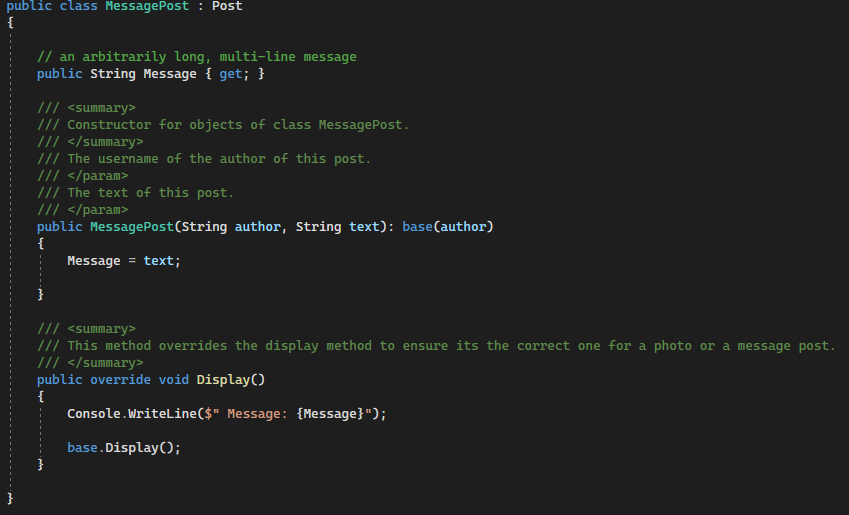 public class MessagePost : Post
{
// an arbitrarily long, multi-line message
public String Message { get; }
/// <summary>
/// Constructor for objects of class MessagePost.
/// </summary>
/// The username of the author of this post.
/// </param>
/// The text of this post.
/// </param>
public MessagePost(String author, String text): base(author)
{
Message = text;
}
/// <summary>
/// This method overrides the display method to ensure its the correct one for a photo or a message post.
/// </summary>
public override void Display()
{
Console.WriteLine($" Message: {Message}");
base.Display();
}
}